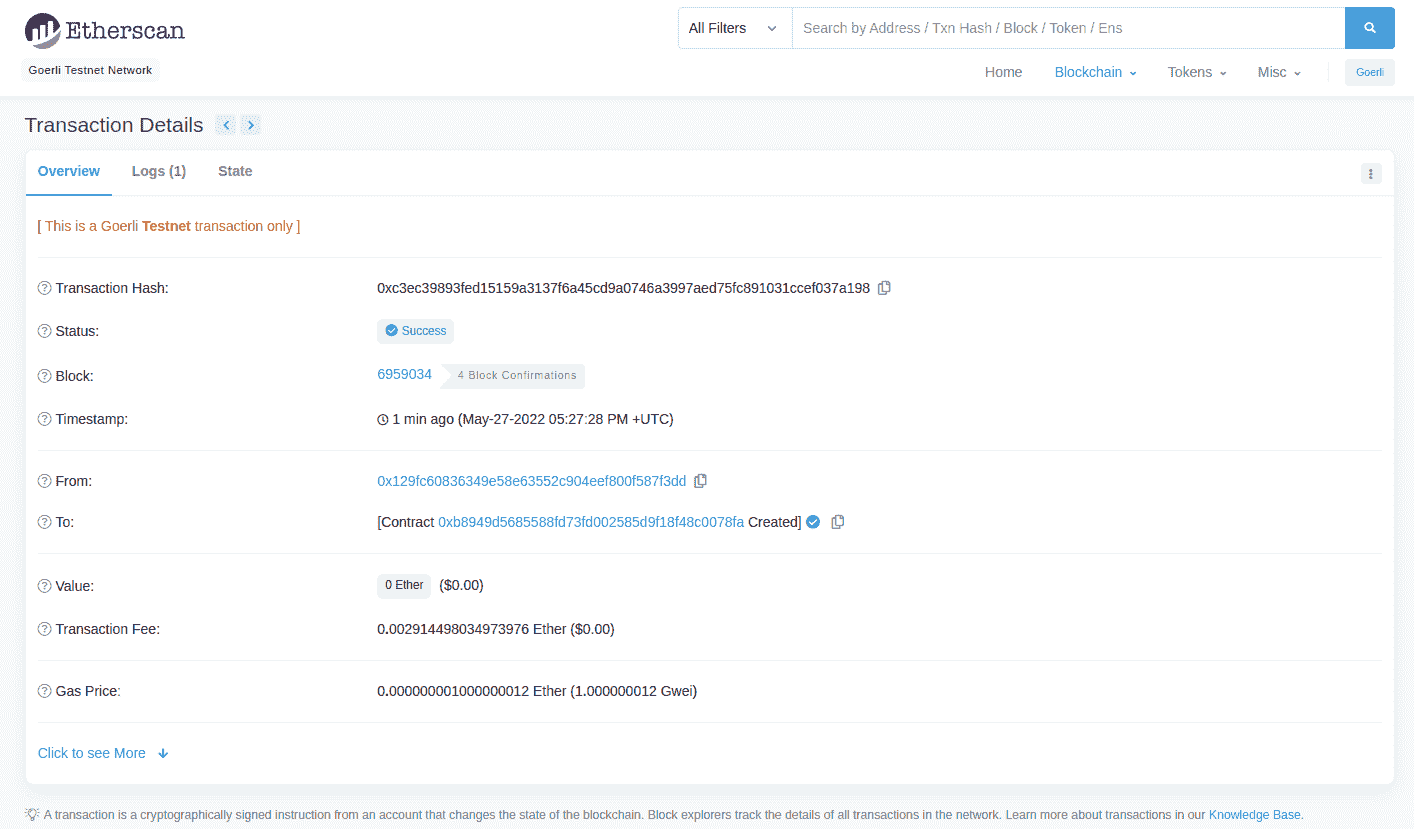 Etherscan
All Filters
Search by Address / Txn Hash / Block / Token / Ens
Goerli Testnet Network
Home Blockchain Tokens Misc Goerli
Transaction Details
Overview Logs (1) State
[ This is a Goerli Testnet transaction only ]
Transaction Hash: 0xc3ec39893fed15159a3137f6a45cd9a0746a3997aed75fc891031ccef037a198
Status: Success
Block: 6959034 4 Block Confirmations
Timestamp: 1 min ago (May-27-2022 05:27:28 PM +UTC)
From: 0x129fc60836349e58e63552c904eef800f587f3dd
To: [Contract 0xb8949d5685588fd73fd002585d9f18f48c0078fa Created]
Value: 0 Ether ($0.00)
Transaction Fee: 0.002914498034973976 Ether ($0.00)
Gas Price: 0.000000001000000012 Ether (1.000000012 Gwei)
Click to see More
A transaction is a cryptographically signed instruction from an account that changes the state of the blockchain. Block explorers track the details of all transactions in the network. Learn more about transactions in our Knowledge Base.